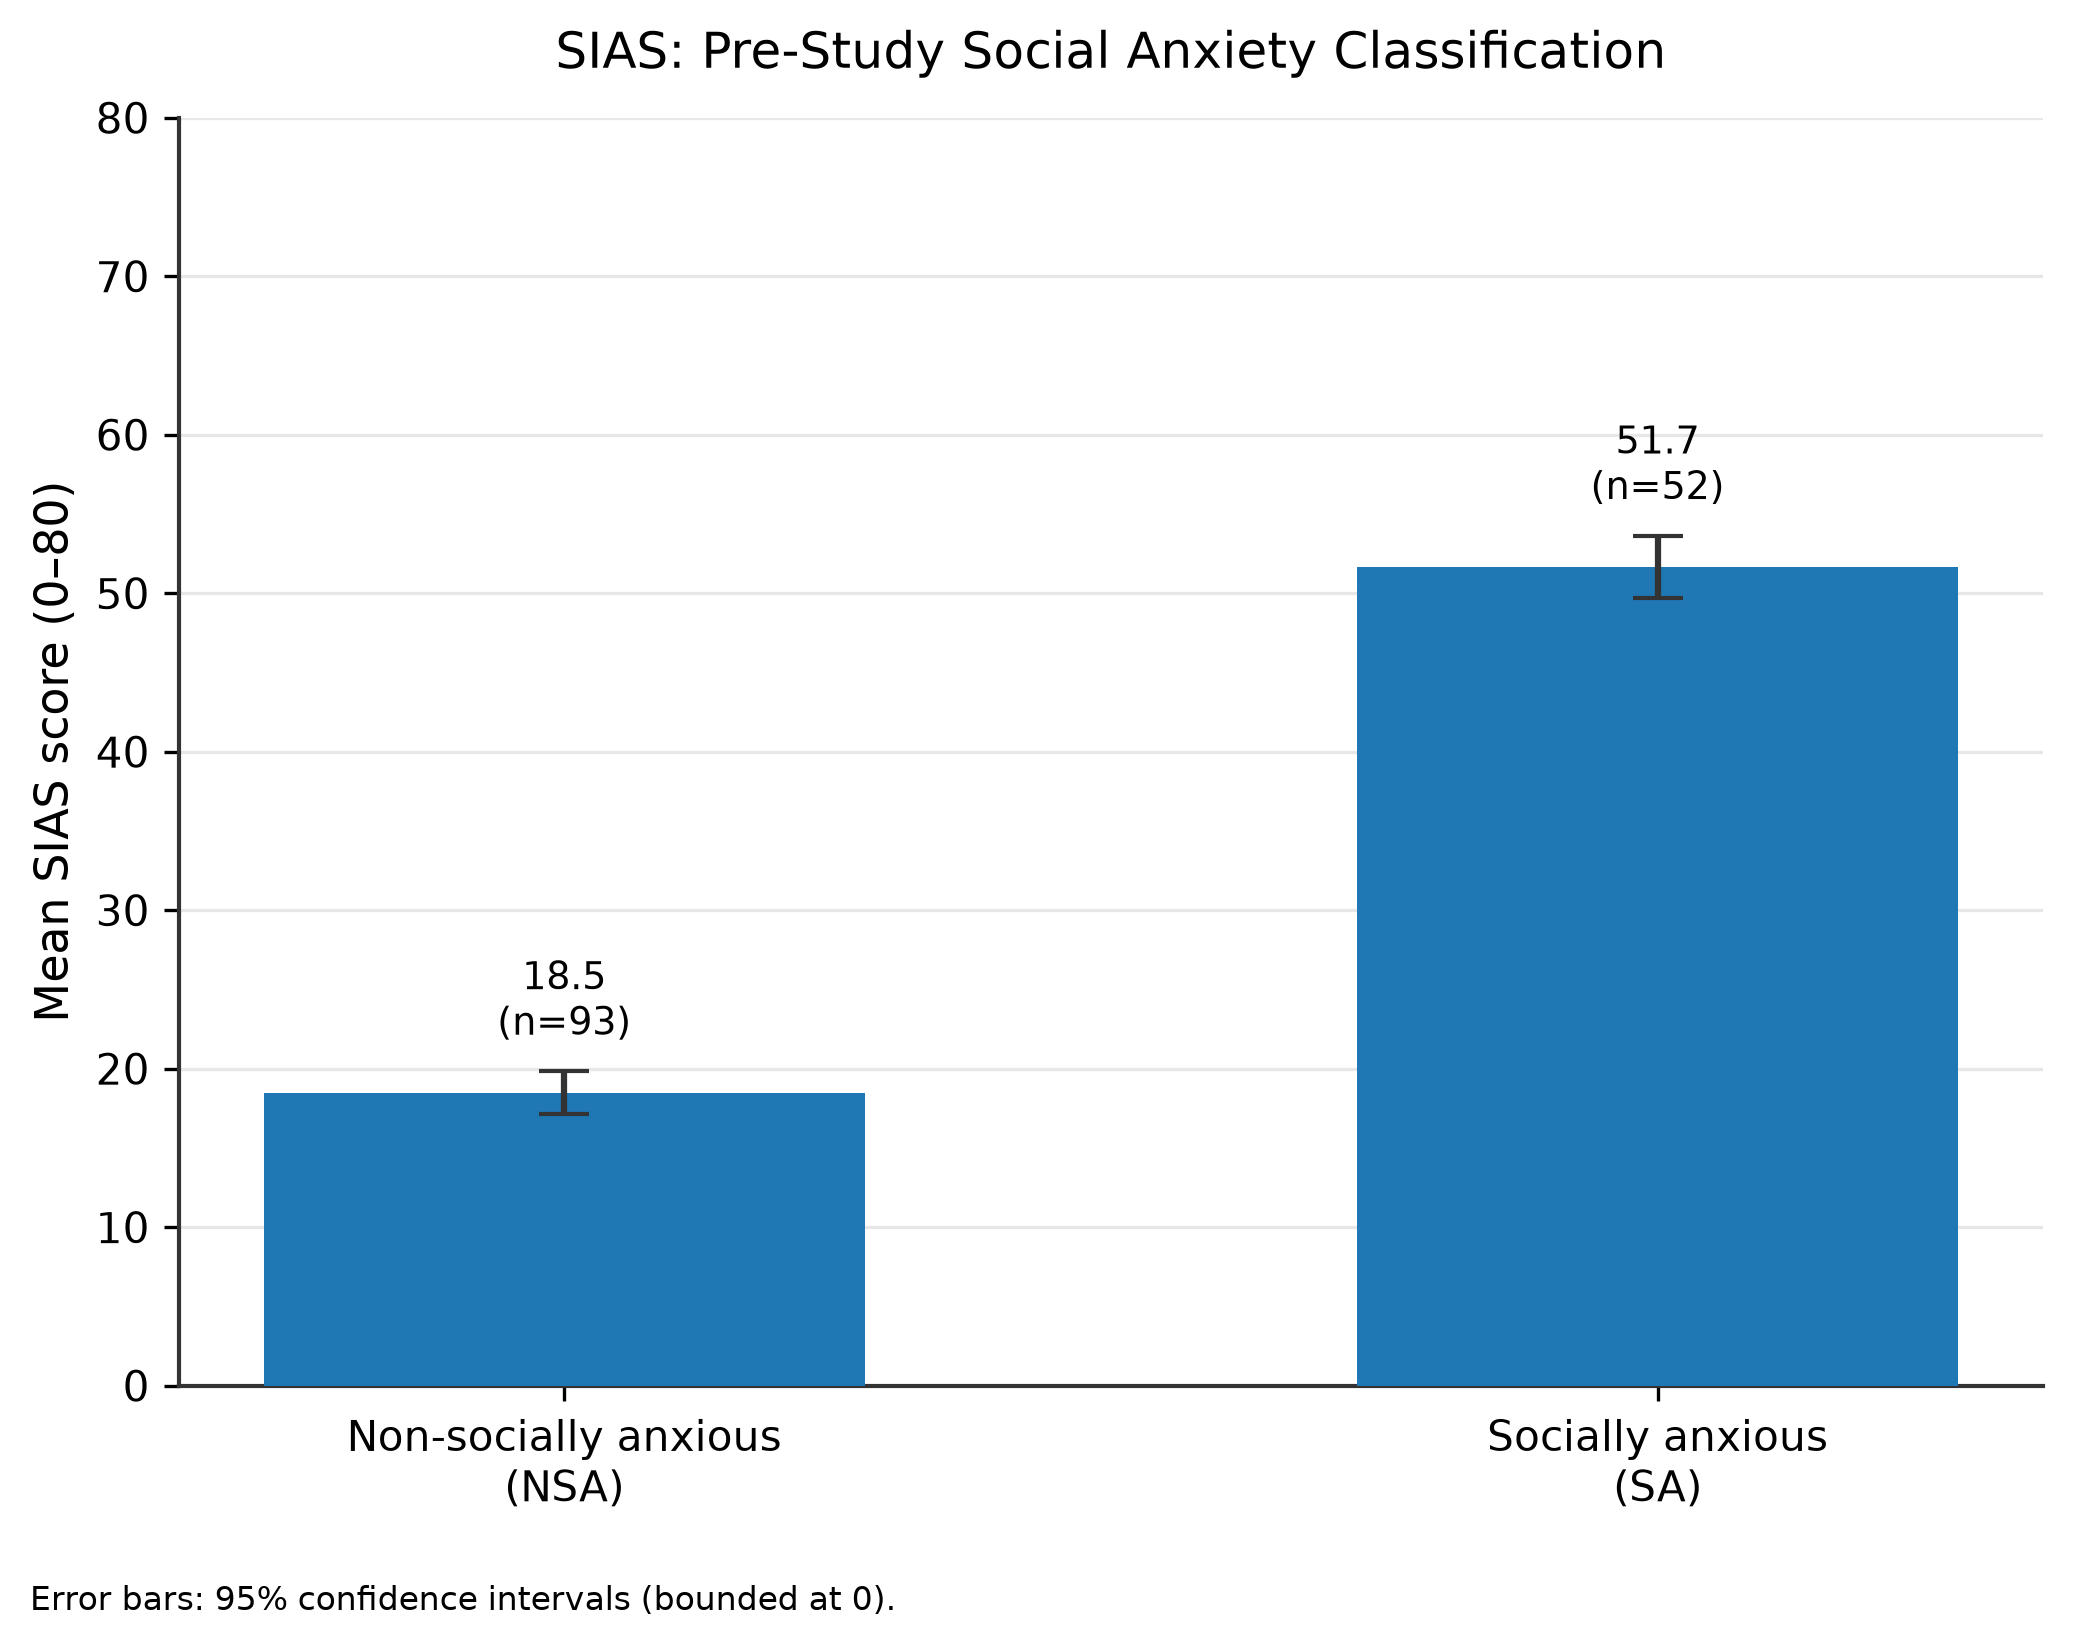 SIAS: Pre-Study Social Anxiety Classification
Mean SIAS score (0–80)
80
70
60
50
40
30
20
10
0
18.5
(n=93)
51.7
(n=52)
Non-socially anxious
(NSA)
Socially anxious
(SA)
Error bars: 95% confidence intervals (bounded at 0).